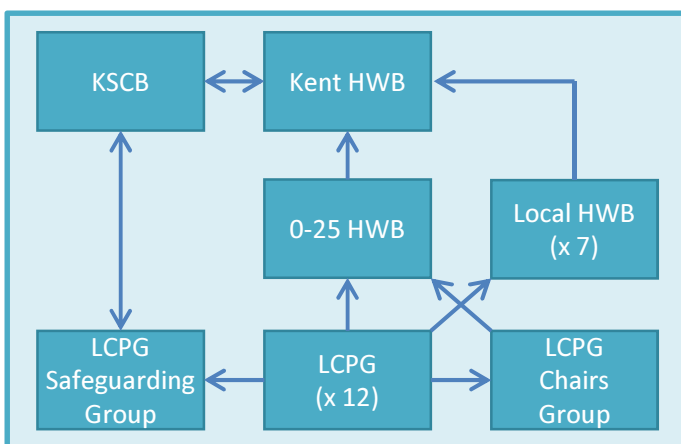 KSCB
Kent HWB
0-25 HWB
Local HWB
(x 7)
LCPG
Safeguarding
Group
LCPG
(x 12)
LCPG
Chairs
Group